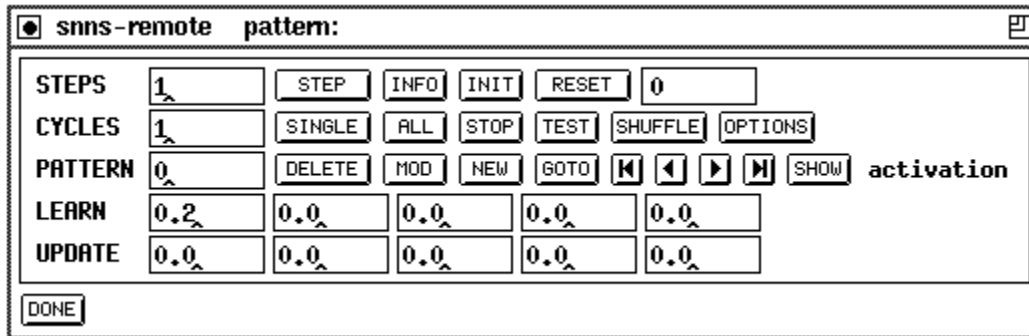 snns-remote pattern:
STEPS 1 STEP INFO INIT RESET 0
CYCLES 1 SINGLE ALL STOP TEST SHUFFLE OPTIONS
PATTERN 0 DELETE MOD NEW GOTO SHOW activation
LEARN 0.2 0.0 0.0 0.0 0.0
UPDATE 0.0 0.0 0.0 0.0 0.0
DONE